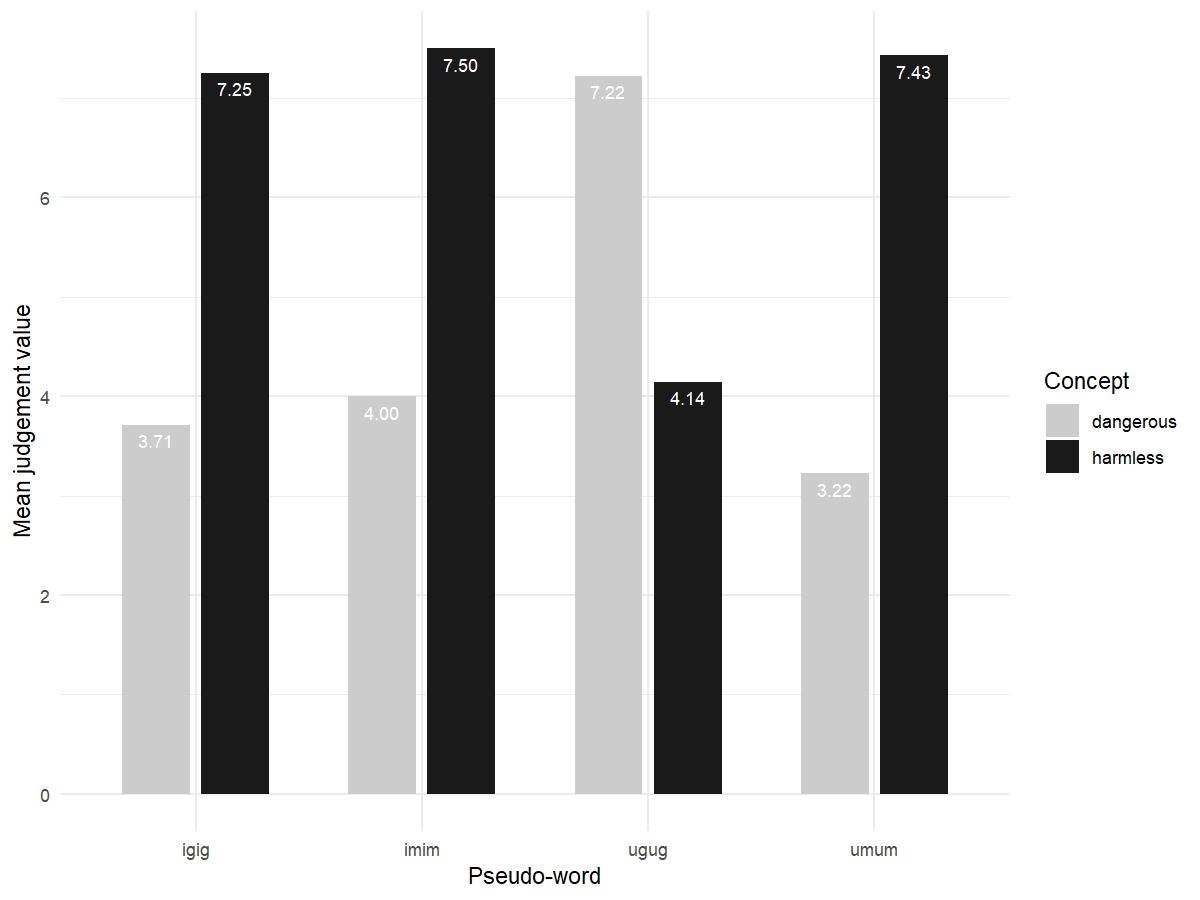 7.25
7.50
7.22
7.43
6
4
2
0
3.71
4.00
4.14
3.22
Mean judgement value
igig
imim
ugug
umum
Pseudo-word
Concept
dangerous
harmless